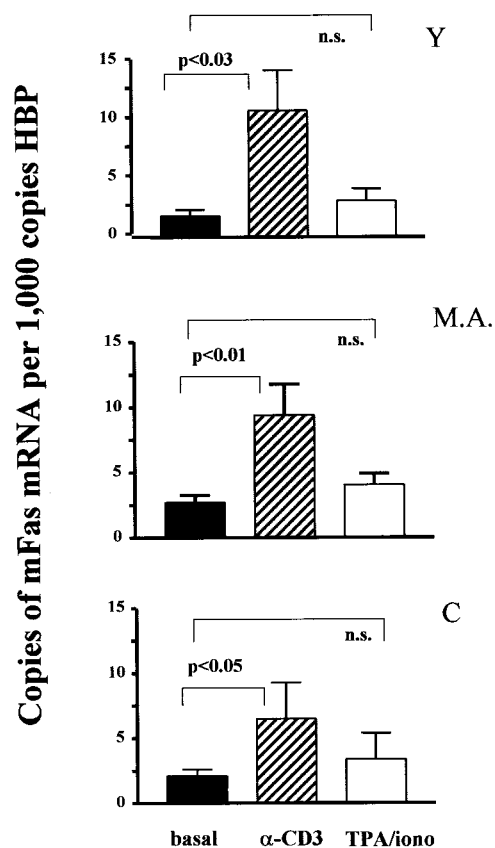 Copies of mFas mRNA per 1,000 copies HBP
Y
n.s.
p<0.03
15
10
5
0
M.A.
n.s.
p<0.01
15
10
5
0
C
n.s.
p<0.05
15
10
5
0
basal α-CD3 TPA/iono